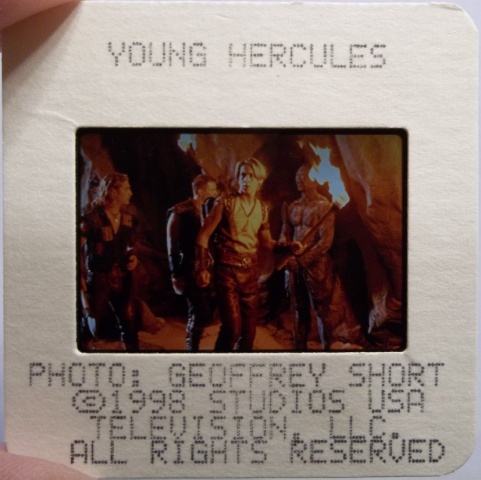 YOUNG HERCULES
PHOTO: GEOFFREY SHORT
©1998 STUDIOS USA
TELEVISION, LLC.
ALL RIGHTS RESERVED